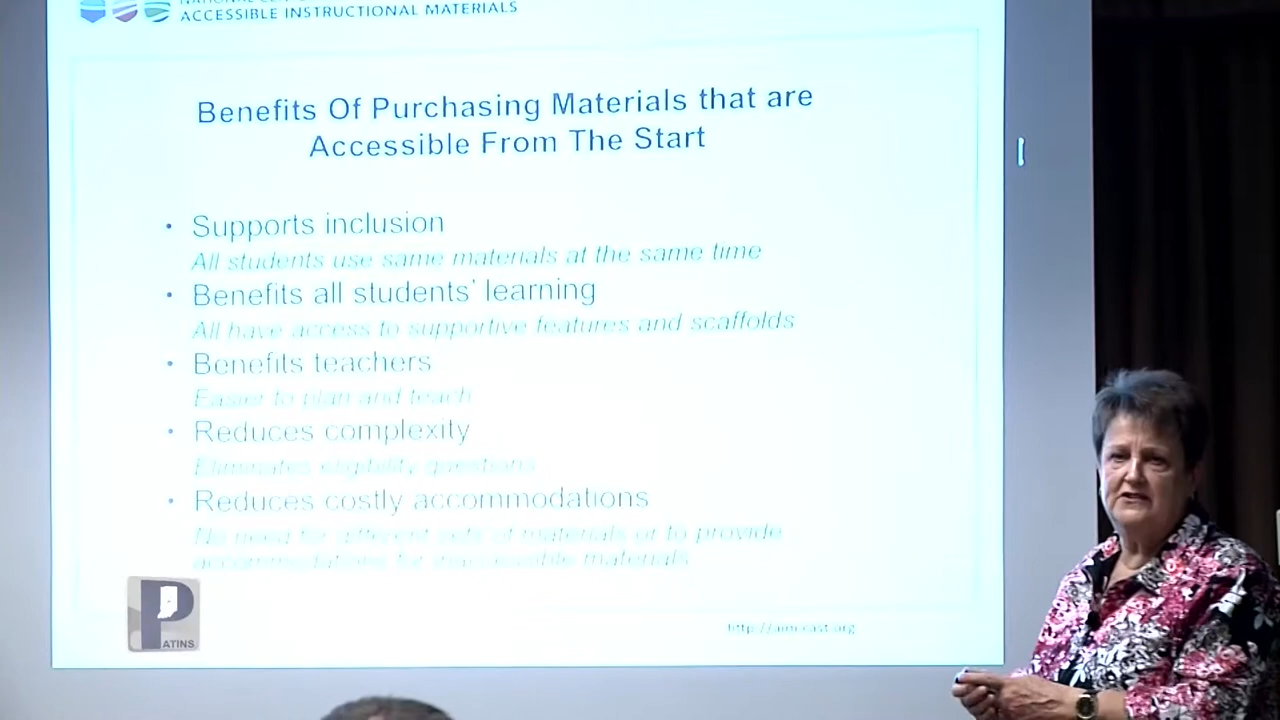 ACCESSIBLE INSTRUCTIONAL MATERIALS
Benefits Of Purchasing Materials that are
Accessible From The Start
• Supports inclusion
All students use same materials at the same time
• Benefits all students' learning
All have access to supportive features and scaffolds
• Benefits teachers
Easier to plan and teach
• Reduces complexity
Eliminates eligibility questions
• Reduces costly accommodations
No need for different sets of materials or to provide
accommodations for inaccessible materials
PATINS
http://aim.cast.org